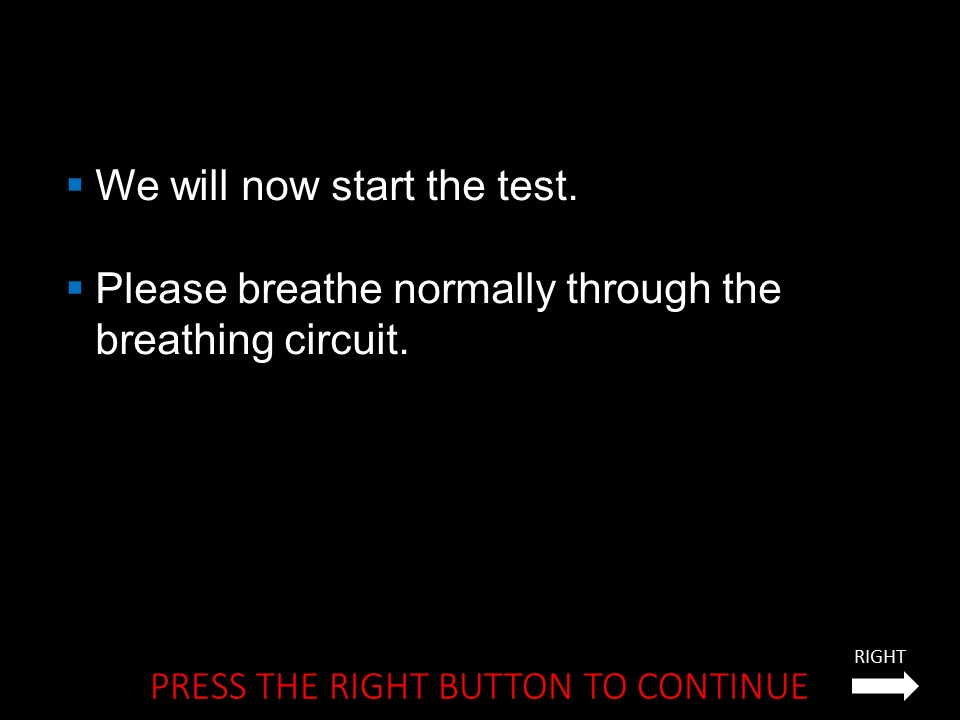 We will now start the test.
Please breathe normally through the
breathing circuit.
RIGHT
PRESS THE RIGHT BUTTON TO CONTINUE